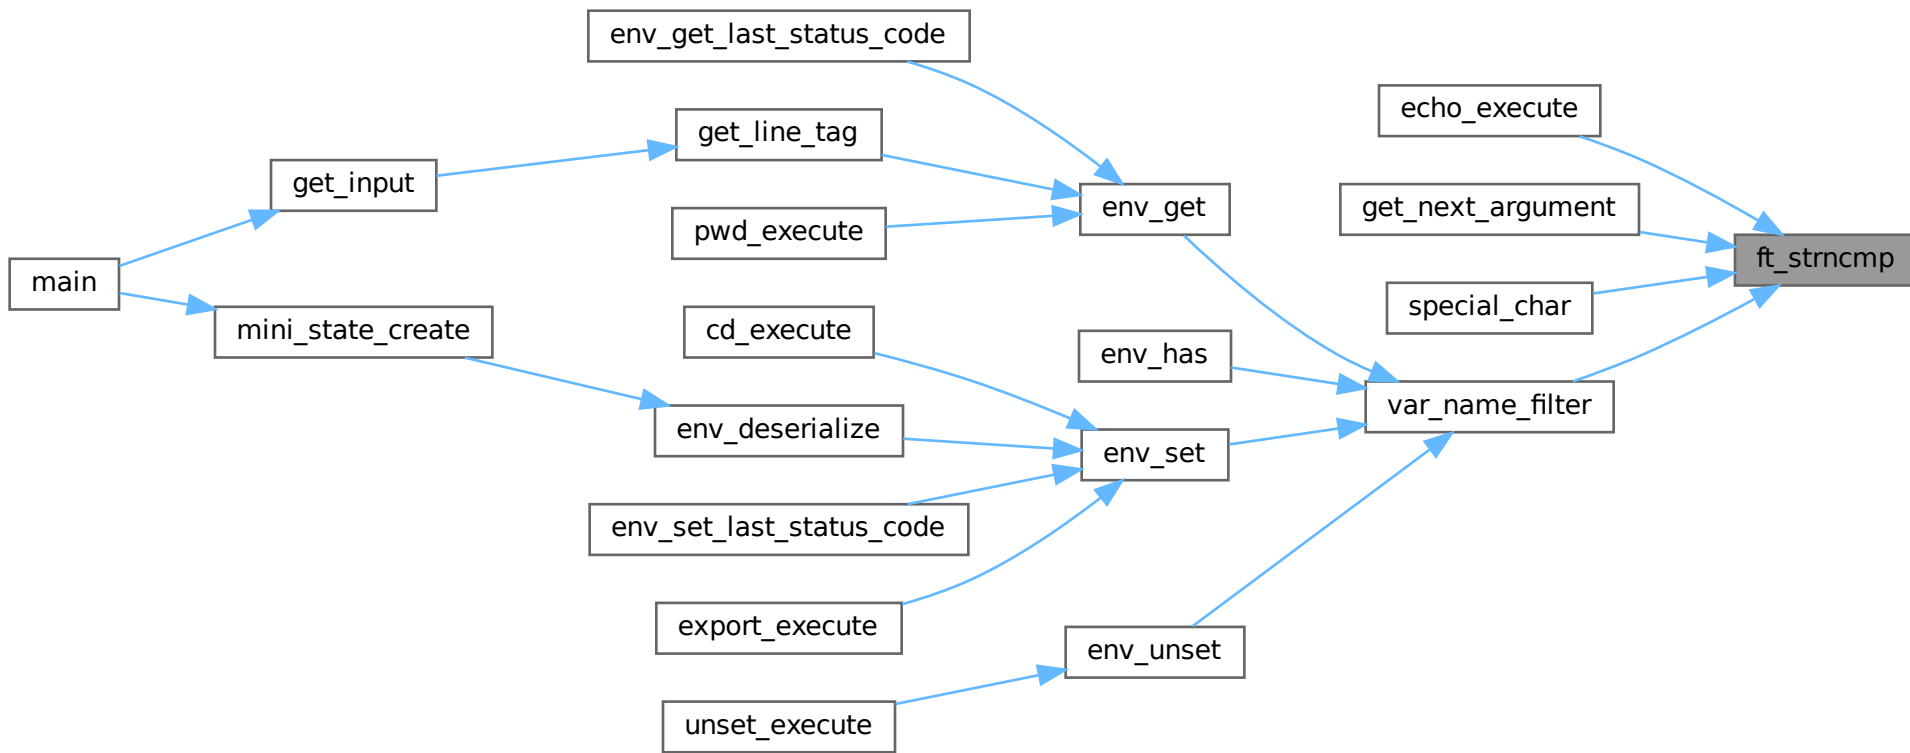 env_get_last_status_code
echo_execute
get_line_tag
get_input
env_get
get_next_argument
pwd_execute
ft_strncmp
main
special_char
mini_state_create
cd_execute
env_has
var_name_filter
env_deserialize
env_set
env_set_last_status_code
export_execute
env_unset
unset_execute